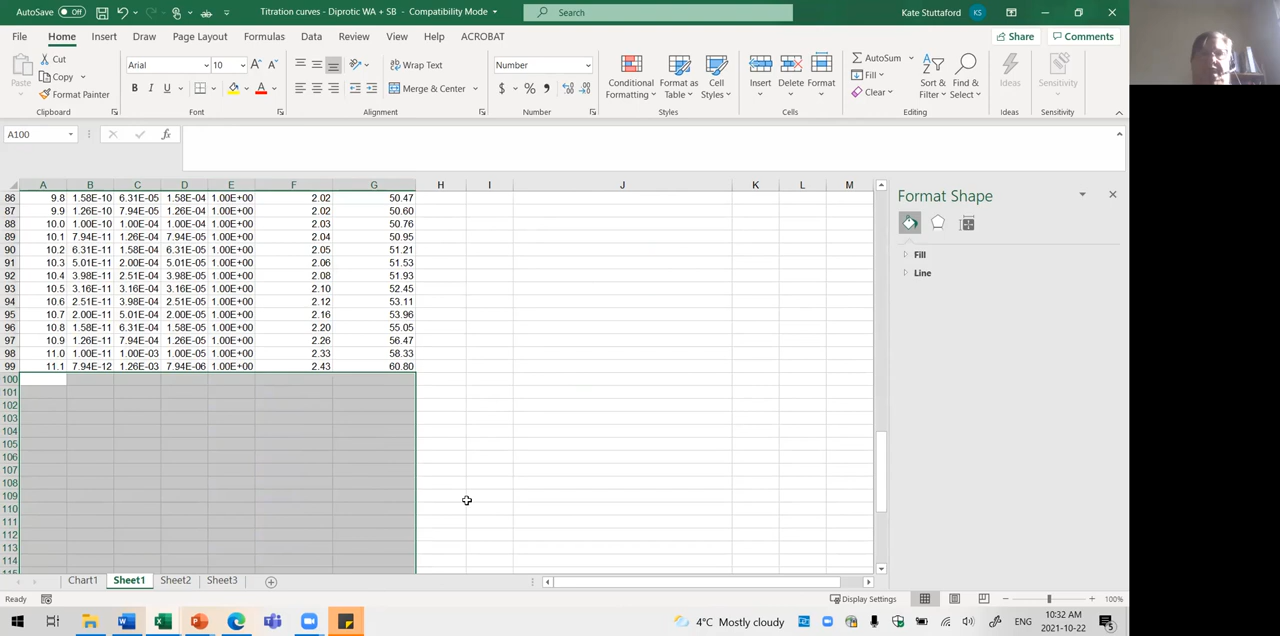 AutoSave Off Titration curves - Diprotic WA + SB - Compatibility Mode Search Kate Stuttaford KS
File Home Insert Draw Page Layout Formulas Data Review View Help ACROBAT Share Comments
Paste Cut Copy Format Painter
Arial 10 Wrap Text Merge & Center Number
B I U A $ % ,
Conditional Formatting Format as Table Cell Styles Insert Delete Format
AutoSum Fill Clear Sort & Filter Find & Select Ideas Sensitivity
Clipboard Font Alignment Number Styles Cells Editing Ideas Sensitivity
A100 fx
A B C D E F G H I J K L M
86 9.8 1.58E-10 6.31E-05 1.58E-04 1.00E+00 2.02 50.47
87 9.9 1.26E-10 7.94E-05 1.26E-04 1.00E+00 2.02 50.60
88 10.0 1.00E-10 1.00E-04 1.00E-04 1.00E+00 2.03 50.76
89 10.1 7.94E-11 1.26E-04 7.94E-05 1.00E+00 2.04 50.95
90 10.2 6.31E-11 1.58E-04 6.31E-05 1.00E+00 2.05 51.21
91 10.3 5.01E-11 2.00E-04 5.01E-05 1.00E+00 2.06 51.53
92 10.4 3.98E-11 2.51E-04 3.98E-05 1.00E+00 2.08 51.93
93 10.5 3.16E-11 3.16E-04 3.16E-05 1.00E+00 2.10 52.45
94 10.6 2.51E-11 3.98E-04 2.51E-05 1.00E+00 2.12 53.11
95 10.7 2.00E-11 5.01E-04 2.00E-05 1.00E+00 2.16 53.96
96 10.8 1.58E-11 6.31E-04 1.58E-05 1.00E+00 2.20 55.05
97 10.9 1.26E-11 7.94E-04 1.26E-05 1.00E+00 2.26 56.47
98 11.0 1.00E-11 1.00E-03 1.00E-05 1.00E+00 2.33 58.33
99 11.1 7.94E-12 1.26E-03 7.94E-06 1.00E+00 2.43 60.80
100
101
102
103
104
105
106
107
108
109
110
111
112
113
114
Format Shape
Fill
Line
Chart1 Sheet1 Sheet2 Sheet3
Ready Display Settings 100%
4°C Mostly cloudy ENG 10:32 AM
2021-10-22 5